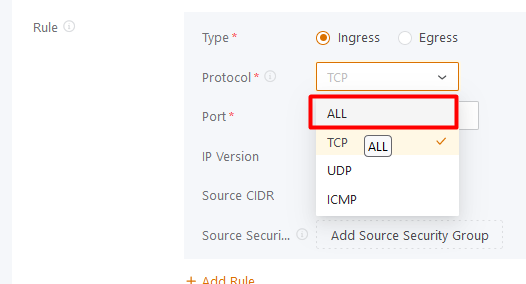 Rule
Type * Ingress Egress
Protocol * TCP
Port *
ALL
TCP
ALL
IP Version
UDP
Source CIDR
ICMP
Source Securi... Add Source Security Group
+ Add Rule